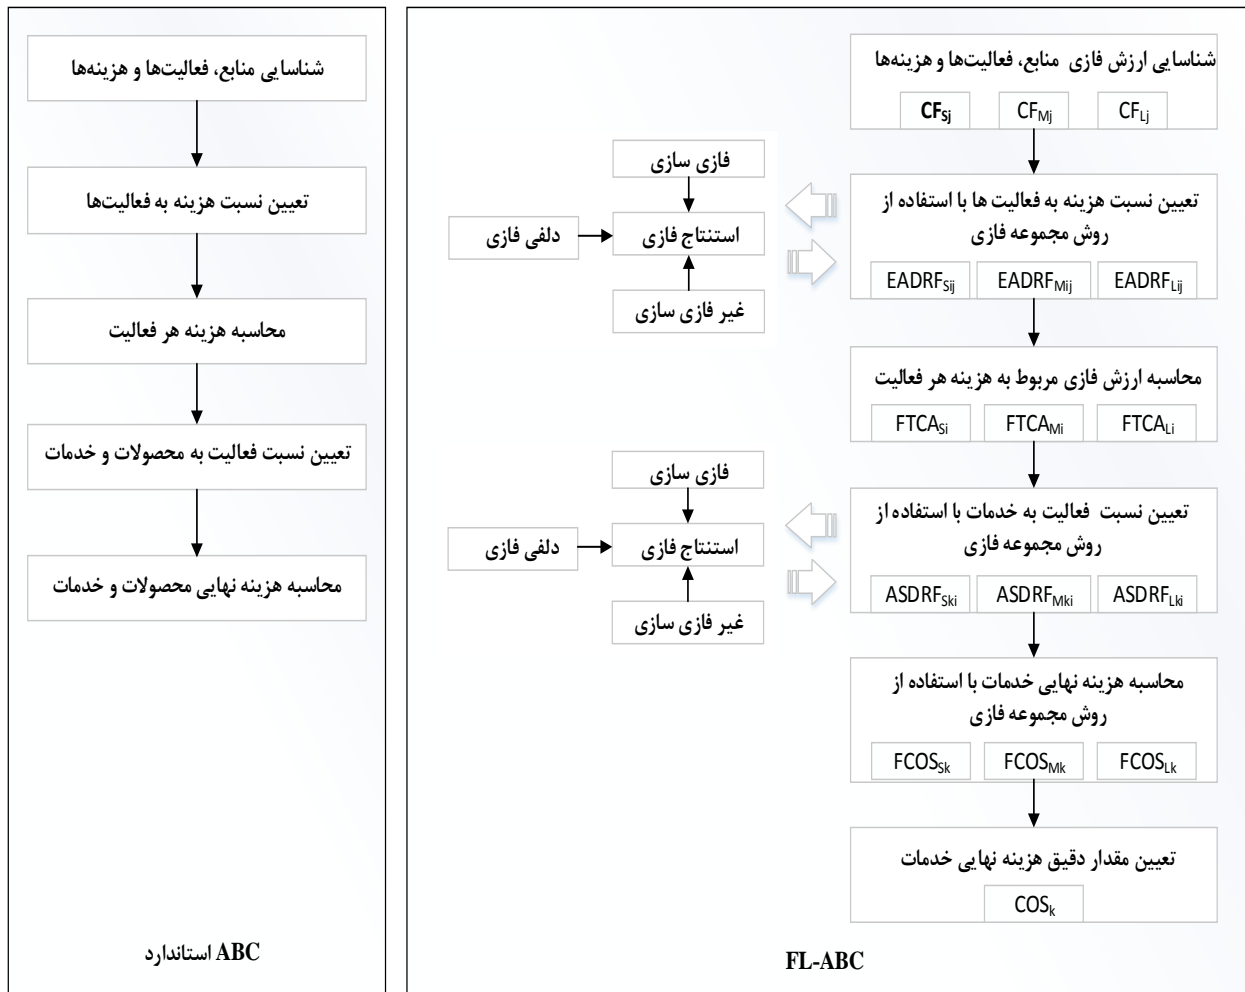 شناسایی منابع، فعالیت‌ها و هزینه‌ها
تعیین نسبت هزینه به فعالیت‌ها
محاسبه هزینه هر فعالیت
تعیین نسبت فعالیت به محصولات و خدمات
محاسبه هزینه نهایی محصولات و خدمات
ABC استاندارد
شناسایی ارزش فازی منابع، فعالیت‌ها و هزینه‌ها
CFSj CFMj CFLj
تعیین نسبت هزینه به فعالیت ها با استفاده از
روش مجموعه فازی
EADRFSij EADRFMij EADRFLij
فازی سازی
دلفی فازی
استنتاج فازی
غیر فازی سازی
محاسبه ارزش فازی مربوط به هزینه هر فعالیت
FTCASi FTCAMi FTCALi
تعیین نسبت فعالیت به خدمات با استفاده از
روش مجموعه فازی
ASDRFSki ASDRFMki ASDRFLki
فازی سازی
دلفی فازی
استنتاج فازی
غیر فازی سازی
محاسبه هزینه نهایی خدمات با استفاده از
روش مجموعه فازی
FCOSSk FCOSMk FCOSLk
تعیین مقدار دقیق هزینه نهایی خدمات
COSk
FL-ABC